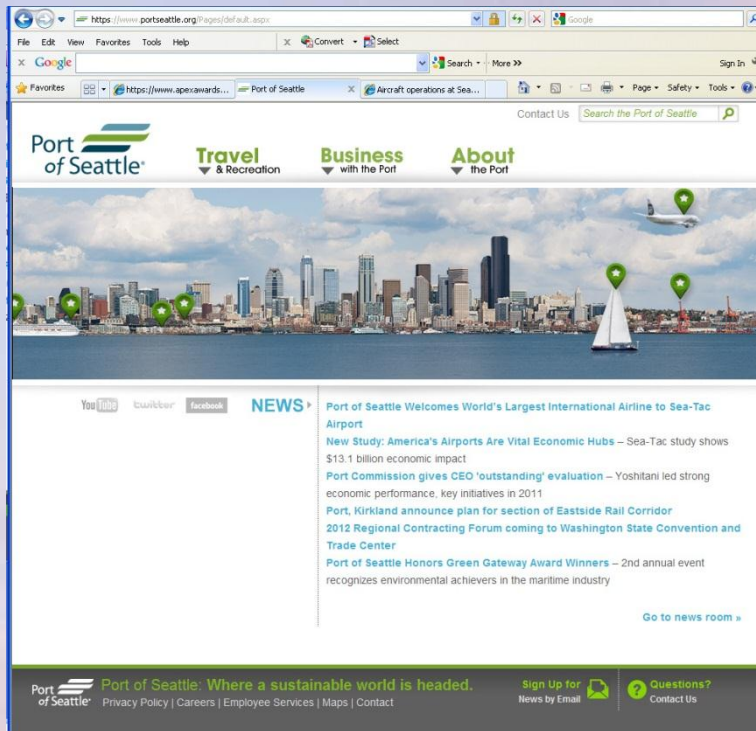 https://www.portseattle.org/Pages/default.aspx
Google
File Edit View Favorites Tools Help
x Convert Select
x Google Search More >> Sign In
Favorites https://www.apexawards... Port of Seattle X Aircraft operations at Sea... Page Safety Tools
Contact Us Search the Port of Seattle
Port
of Seattle
Travel
& Recreation
Business
with the Port
About
the Port
YouTube twitter facebook NEWS
Port of Seattle Welcomes World's Largest International Airline to Sea-Tac
Airport
New Study: America's Airports Are Vital Economic Hubs – Sea-Tac study shows
$13.1 billion economic impact
Port Commission gives CEO 'outstanding' evaluation – Yoshitani led strong
economic performance, key initiatives in 2011
Port, Kirkland announce plan for section of Eastside Rail Corridor
2012 Regional Contracting Forum coming to Washington State Convention and
Trade Center
Port of Seattle Honors Green Gateway Award Winners – 2nd annual event
recognizes environmental achievers in the maritime industry
Go to news room »
Port
of Seattle
Port of Seattle: Where a sustainable world is headed.
Privacy Policy | Careers | Employee Services | Maps | Contact
Sign Up for
News by Email
? Questions?
Contact Us